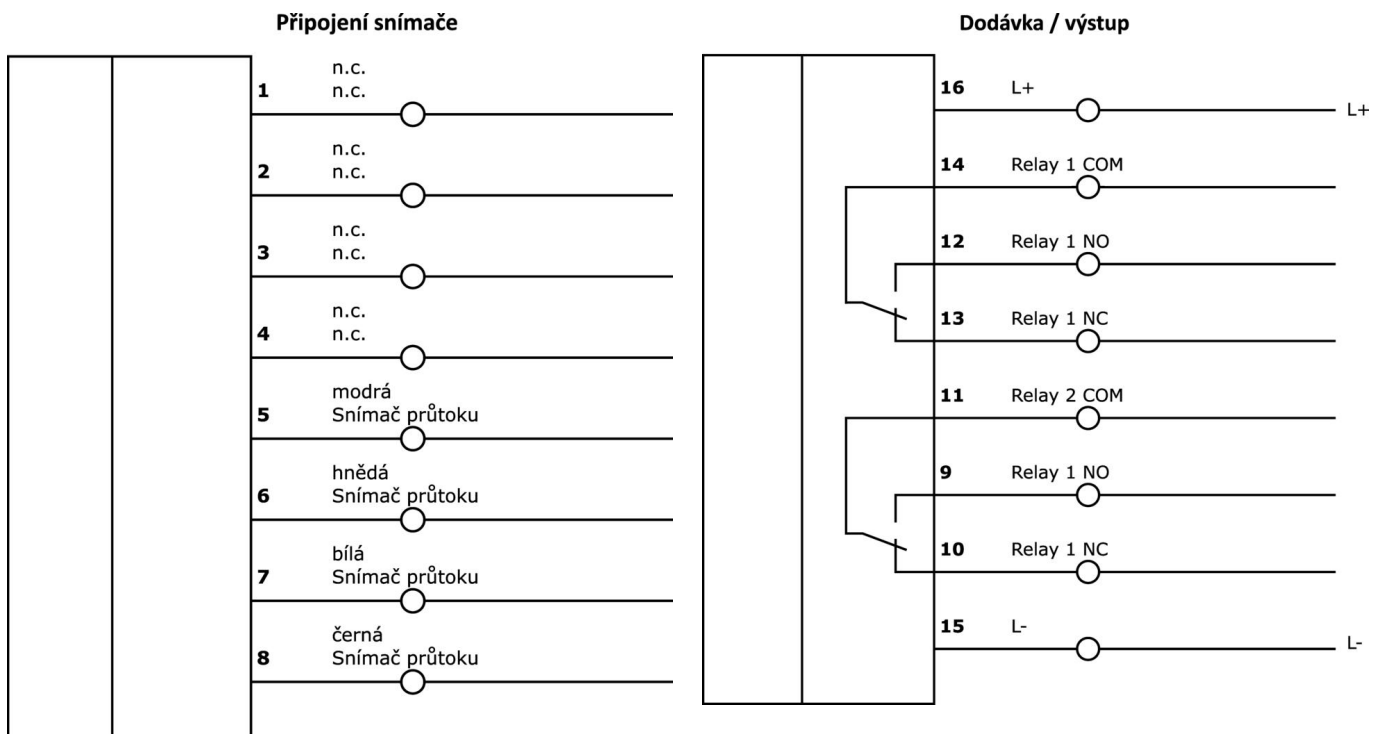 Připojení snímače
n.c.
1 n.c.
n.c.
2 n.c.
n.c.
3 n.c.
n.c.
4 n.c.
modrá
5 Snímač průtoku
hnědá
6 Snímač průtoku
bílá
7 Snímač průtoku
černá
8 Snímač průtoku
Dodávka / výstup
16 L+
L+
14 Relay 1 COM
12 Relay 1 NO
13 Relay 1 NC
11 Relay 2 COM
9 Relay 1 NO
10 Relay 1 NC
15 L-
L-